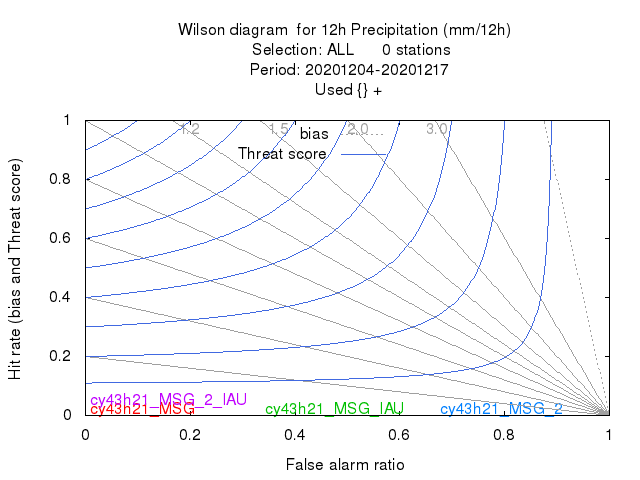 Wilson diagram for 12h Precipitation (mm/12h)
Selection: ALL 0 stations
Period: 20201204-20201217
Used {} +
1.2 1.5 2.0 3.0
bias
Threat score
Hit rate (bias and Threat score)
1
0.8
0.6
0.4
0.2
0
cy43h21_MSG_2_IAU
cy43h21_MSG cy43h21_MSG_IAU cy43h21_MSG_2
0 0.2 0.4 0.6 0.8 1
False alarm ratio